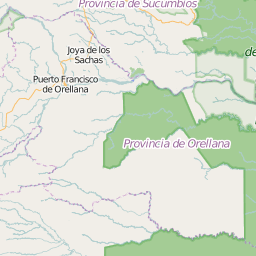 Provincia de Sucumbíos
Joya de los
Sachas
de
Puerto Francisco
de Orellana
Provincia de Orellana